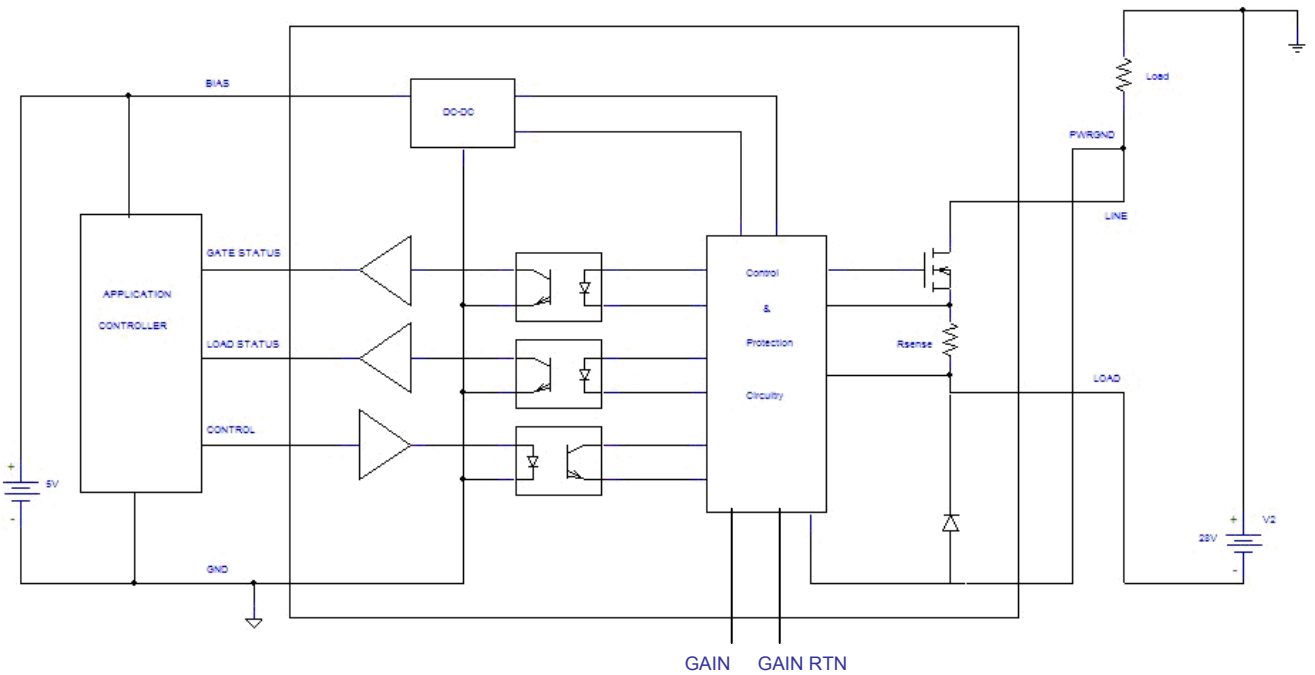 BIAS
DC-DC
Load
PWRGND
LINE
GATE STATUS
Control
APPLICATION
CONTROLLER
&
LOAD STATUS
Protection
Rsense
LOAD
Circuitry
CONTROL
+
5V
-
+
V2
28V
-
GND
GAIN
GAIN RTN